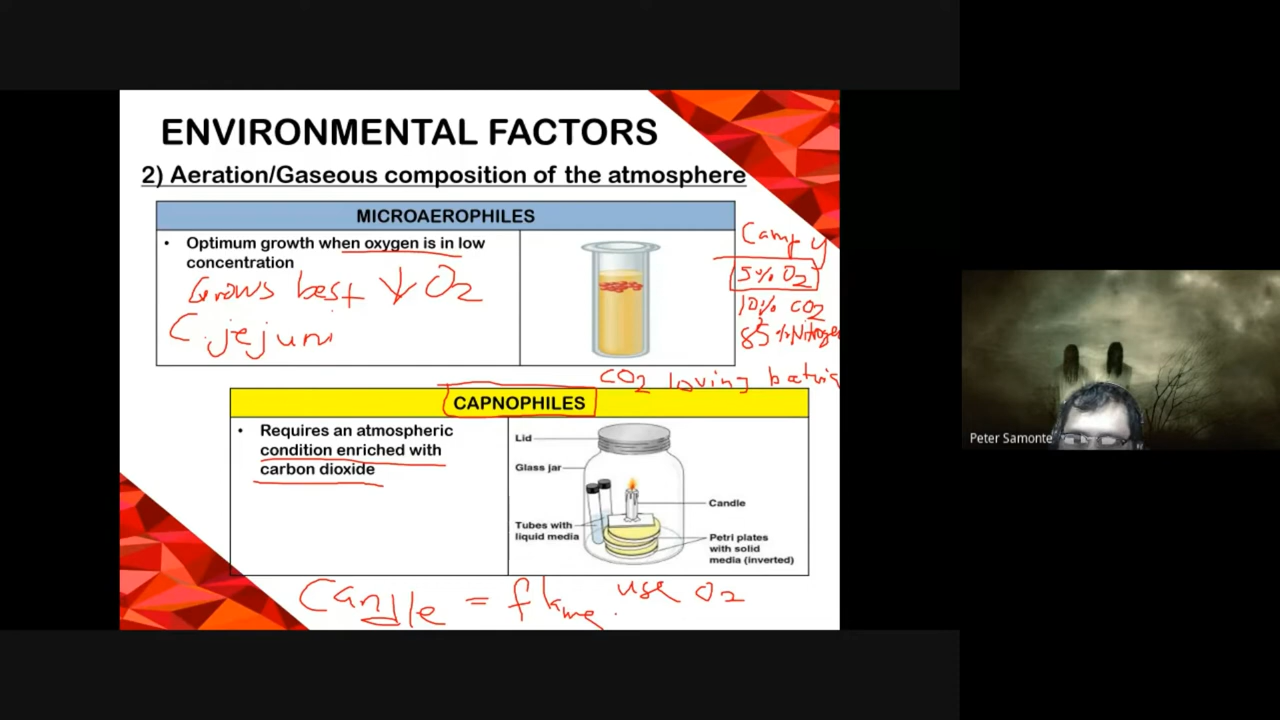 ENVIRONMENTAL FACTORS
2) Aeration/Gaseous composition of the atmosphere
MICROAEROPHILES
• Optimum growth when oxygen is in low
concentration
Grows best ↓ O2
C. jejuni
Campy
5% O2
10% CO2
85% Nitrogen
CO2 loving
CAPNOPHILES
• Requires an atmospheric
condition enriched with
carbon dioxide
Lid
Glass jar
Candle
Tubes with
liquid media
Petri plates
with solid
media (inverted)
Candle = flame use O2
Peter Samonte